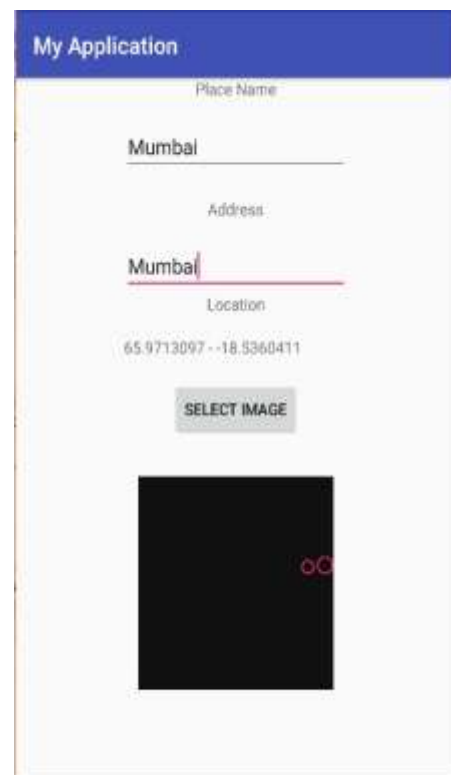 My Application
Place Name
Mumbai
Address
Mumbai
Location
65.9713097 - -18.5360411
SELECT IMAGE